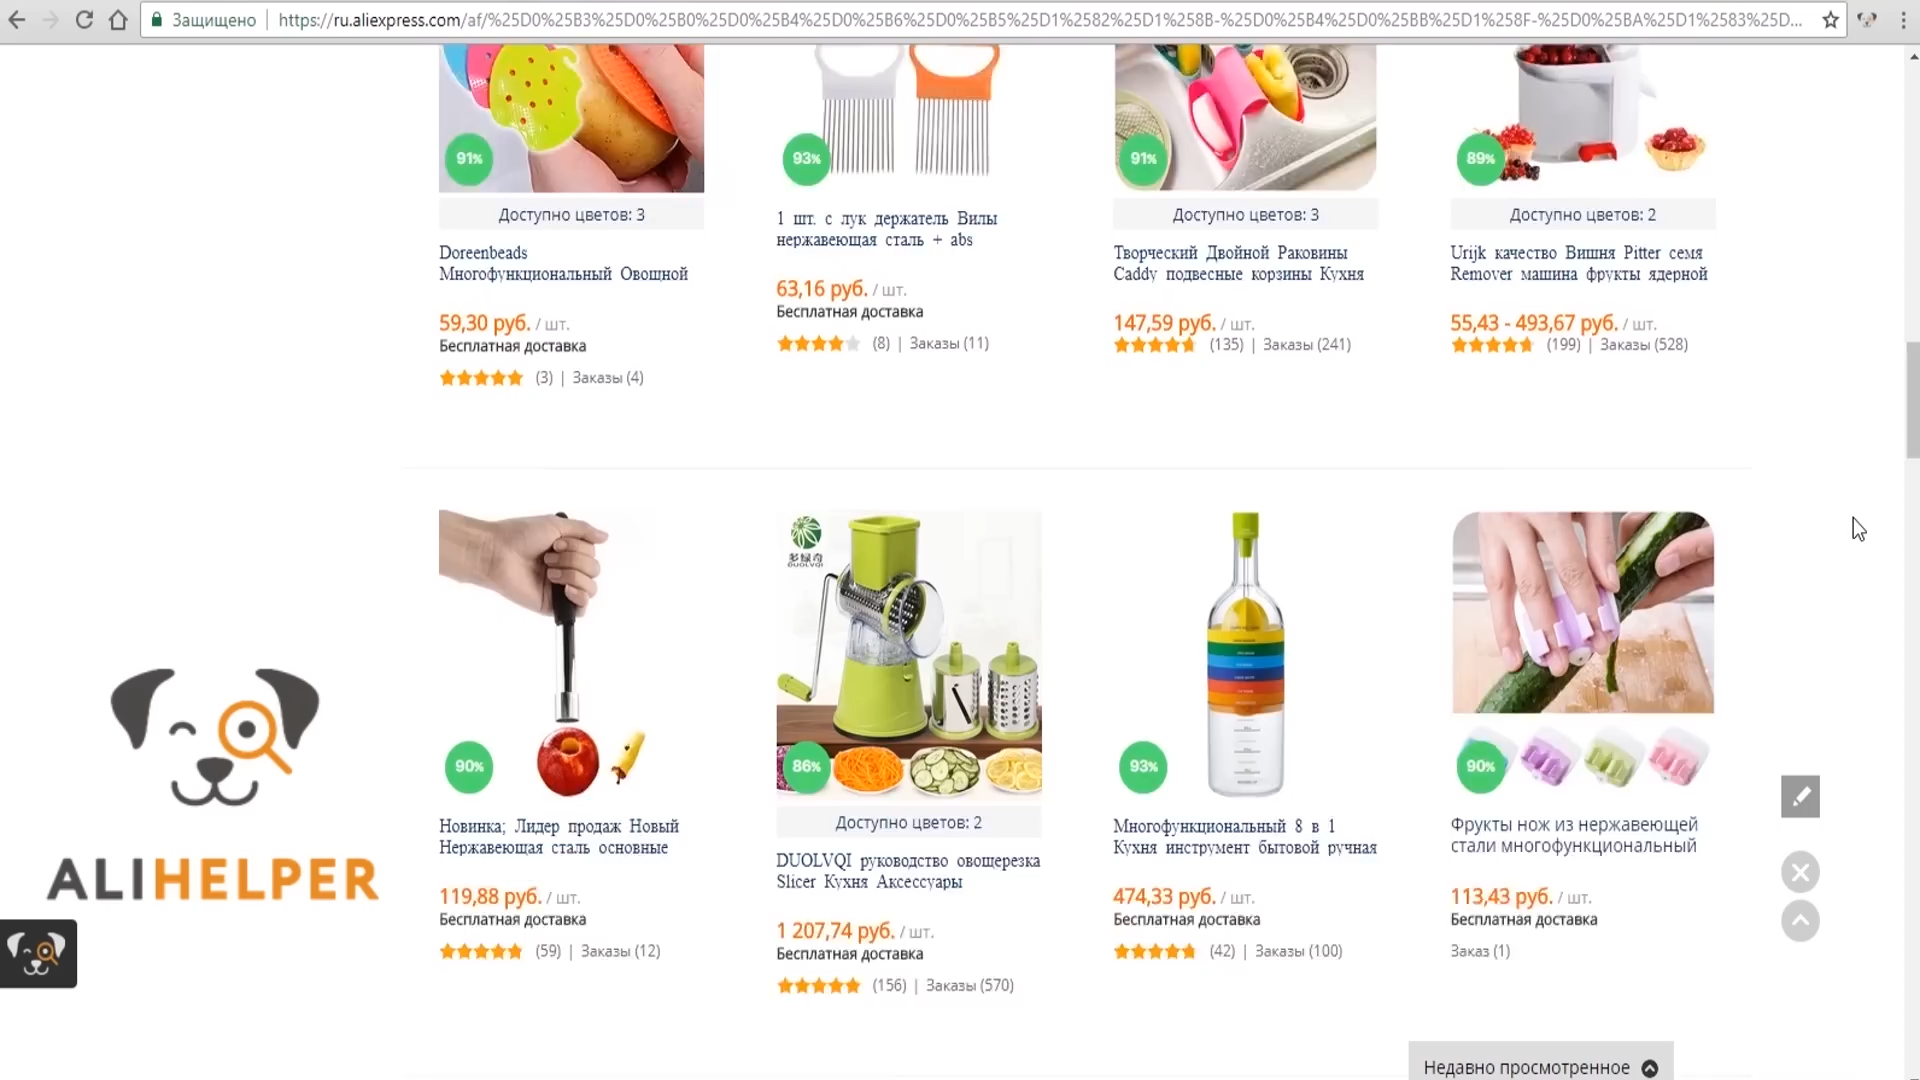 Защищено
https://ru.aliexpress.com/af/%25D0%25B3%25D0%25B0%25D0%25B4%25D0%25B6%25D0%25B5%25D1%2582%25D1%258B-%25D0%25B4%25D0%25BB%25D1%258F-%25D0%25BA%25D1%2583%25D...
91%
93%
91%
89%
Доступно цветов: 3
Doreenbeads
Многофункциональный Овощной
59,30 руб. / шт.
Бесплатная доставка
(3) | Заказы (4)
1 шт. с лук держатель Вилы
нержавеющая сталь + abs
63,16 руб. / шт.
Бесплатная доставка
(8) | Заказы (11)
Доступно цветов: 3
Творческий Двойной Раковины
Caddy подвесные корзины Кухня
147,59 руб. / шт.
(135) | Заказы (241)
Доступно цветов: 2
Urijk качество Вишня Pitter семя
Remover машина фрукты ядерной
55,43 - 493,67 руб. / шт.
(199) | Заказы (528)
90%
Новинка; Лидер продаж Новый
Нержавеющая сталь основные
119,88 руб. / шт.
Бесплатная доставка
(59) | Заказы (12)
多绿奇
DUOLVQI
86%
Доступно цветов: 2
DUOLVQI руководство овощерезка
Slicer Кухня Аксессуары
1 207,74 руб. / шт.
Бесплатная доставка
(156) | Заказы (570)
93%
Многофункциональный 8 в 1
Кухня инструмент бытовой ручная
474,33 руб. / шт.
Бесплатная доставка
(42) | Заказы (100)
90%
Фрукты нож из нержавеющей
стали многофункциональный
113,43 руб. / шт.
Бесплатная доставка
Заказ (1)
ALIHELPER
Недавно просмотренное